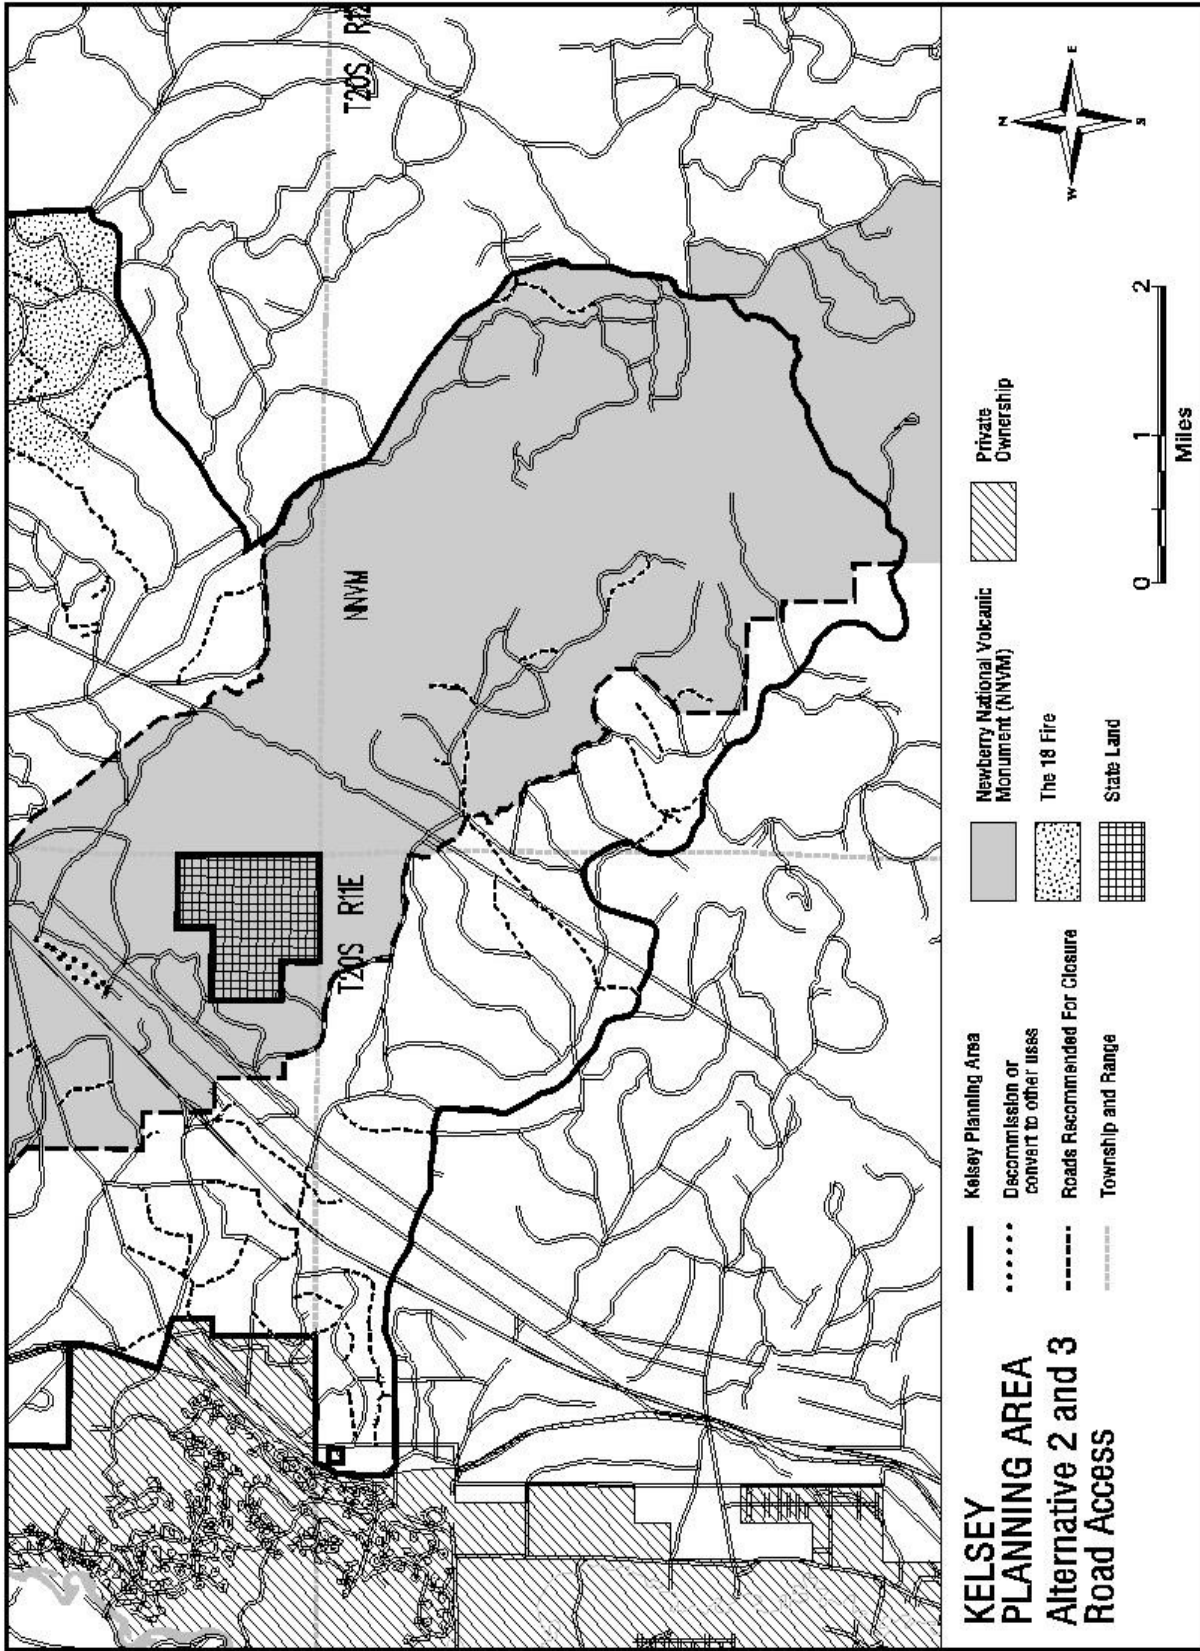 KELSEY
PLANNING AREA
Alternative 2 and 3
Road Access
Kelsey Planning Area
Decommission or
convert to other uses
Roads Recommended For Closure
Township and Range
Newberry National Volcanic
Monument (NNVM)
The 18 Fire
State Land
Private
Ownership
0 1 2
Miles
N
W E
S
T20S R11E
NNVM
T20S R12